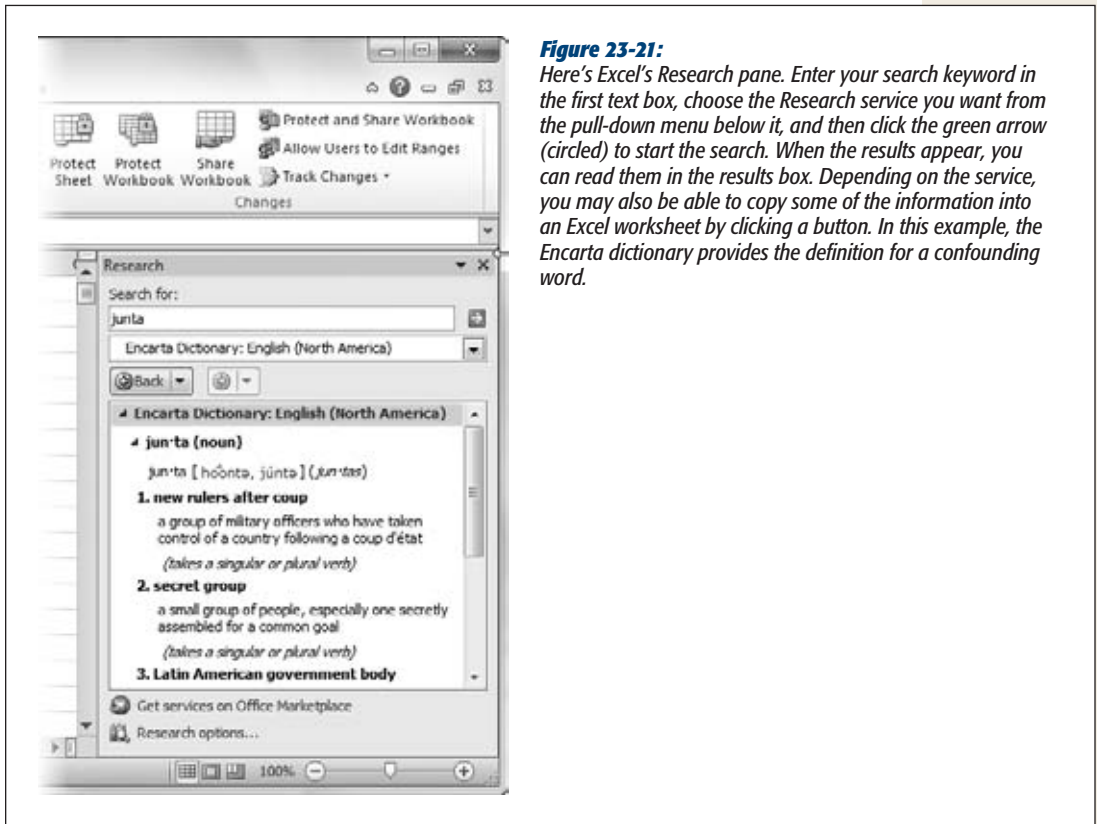 Protect and Share Workbook
Allow Users to Edit Ranges
Protect Protect Share
Sheet Workbook Workbook Track Changes
Changes
Research
Search for:
junta
Encarta Dictionary: English (North America)
Back
Encarta Dictionary: English (North America)
jun·ta (noun)
jun·ta [ho͝ontə, júntə] (jun·tas)
1. new rulers after coup
a group of military officers who have taken
control of a country following a coup d'état
(takes a singular or plural verb)
2. secret group
a small group of people, especially one secretly
assembled for a common goal
(takes a singular or plural verb)
3. Latin American government body
Get services on Office Marketplace
Research options...
100%
Figure 23-21:
Here's Excel's Research pane. Enter your search keyword in
the first text box, choose the Research service you want from
the pull-down menu below it, and then click the green arrow
(circled) to start the search. When the results appear, you
can read them in the results box. Depending on the service,
you may also be able to copy some of the information into
an Excel worksheet by clicking a button. In this example, the
Encarta dictionary provides the definition for a confounding
word.